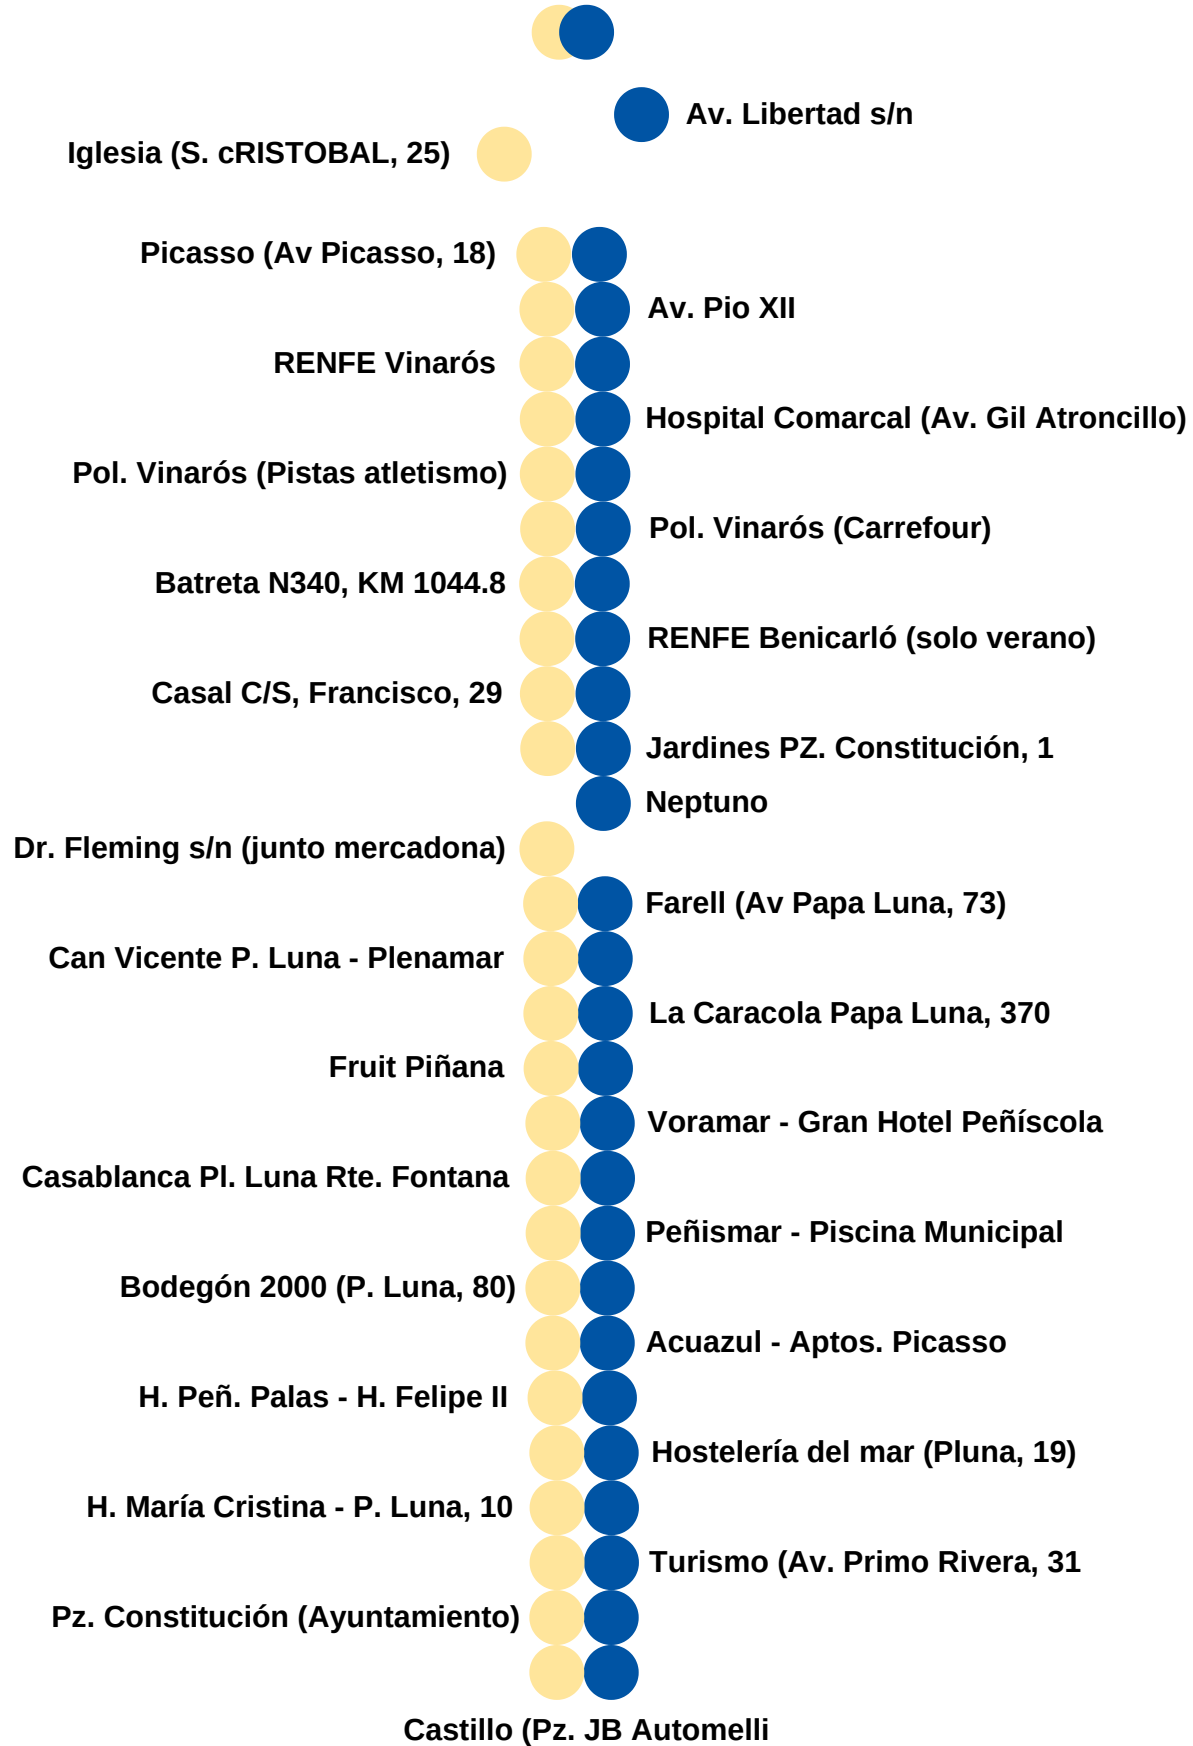 Av. Libertad s/n
Iglesia (S. cRISTOBAL, 25)
Picasso (Av Picasso, 18)
Av. Pio XII
RENFE Vinarós
Hospital Comarcal (Av. Gil Atroncillo)
Pol. Vinarós (Pistas atletismo)
Pol. Vinarós (Carrefour)
Batreta N340, KM 1044.8
RENFE Benicarló (solo verano)
Casal C/S, Francisco, 29
Jardines PZ. Constitución, 1
Neptuno
Dr. Fleming s/n (junto mercadona)
Farell (Av Papa Luna, 73)
Can Vicente P. Luna - Plenamar
La Caracola Papa Luna, 370
Fruit Piñana
Voramar - Gran Hotel Peñíscola
Casablanca Pl. Luna Rte. Fontana
Peñismar - Piscina Municipal
Bodegón 2000 (P. Luna, 80)
Acuazul - Aptos. Picasso
H. Peñ. Palas - H. Felipe II
Hostelería del mar (Pluna, 19)
H. María Cristina - P. Luna, 10
Turismo (Av. Primo Rivera, 31
Pz. Constitución (Ayuntamiento)
Castillo (Pz. JB Automelli